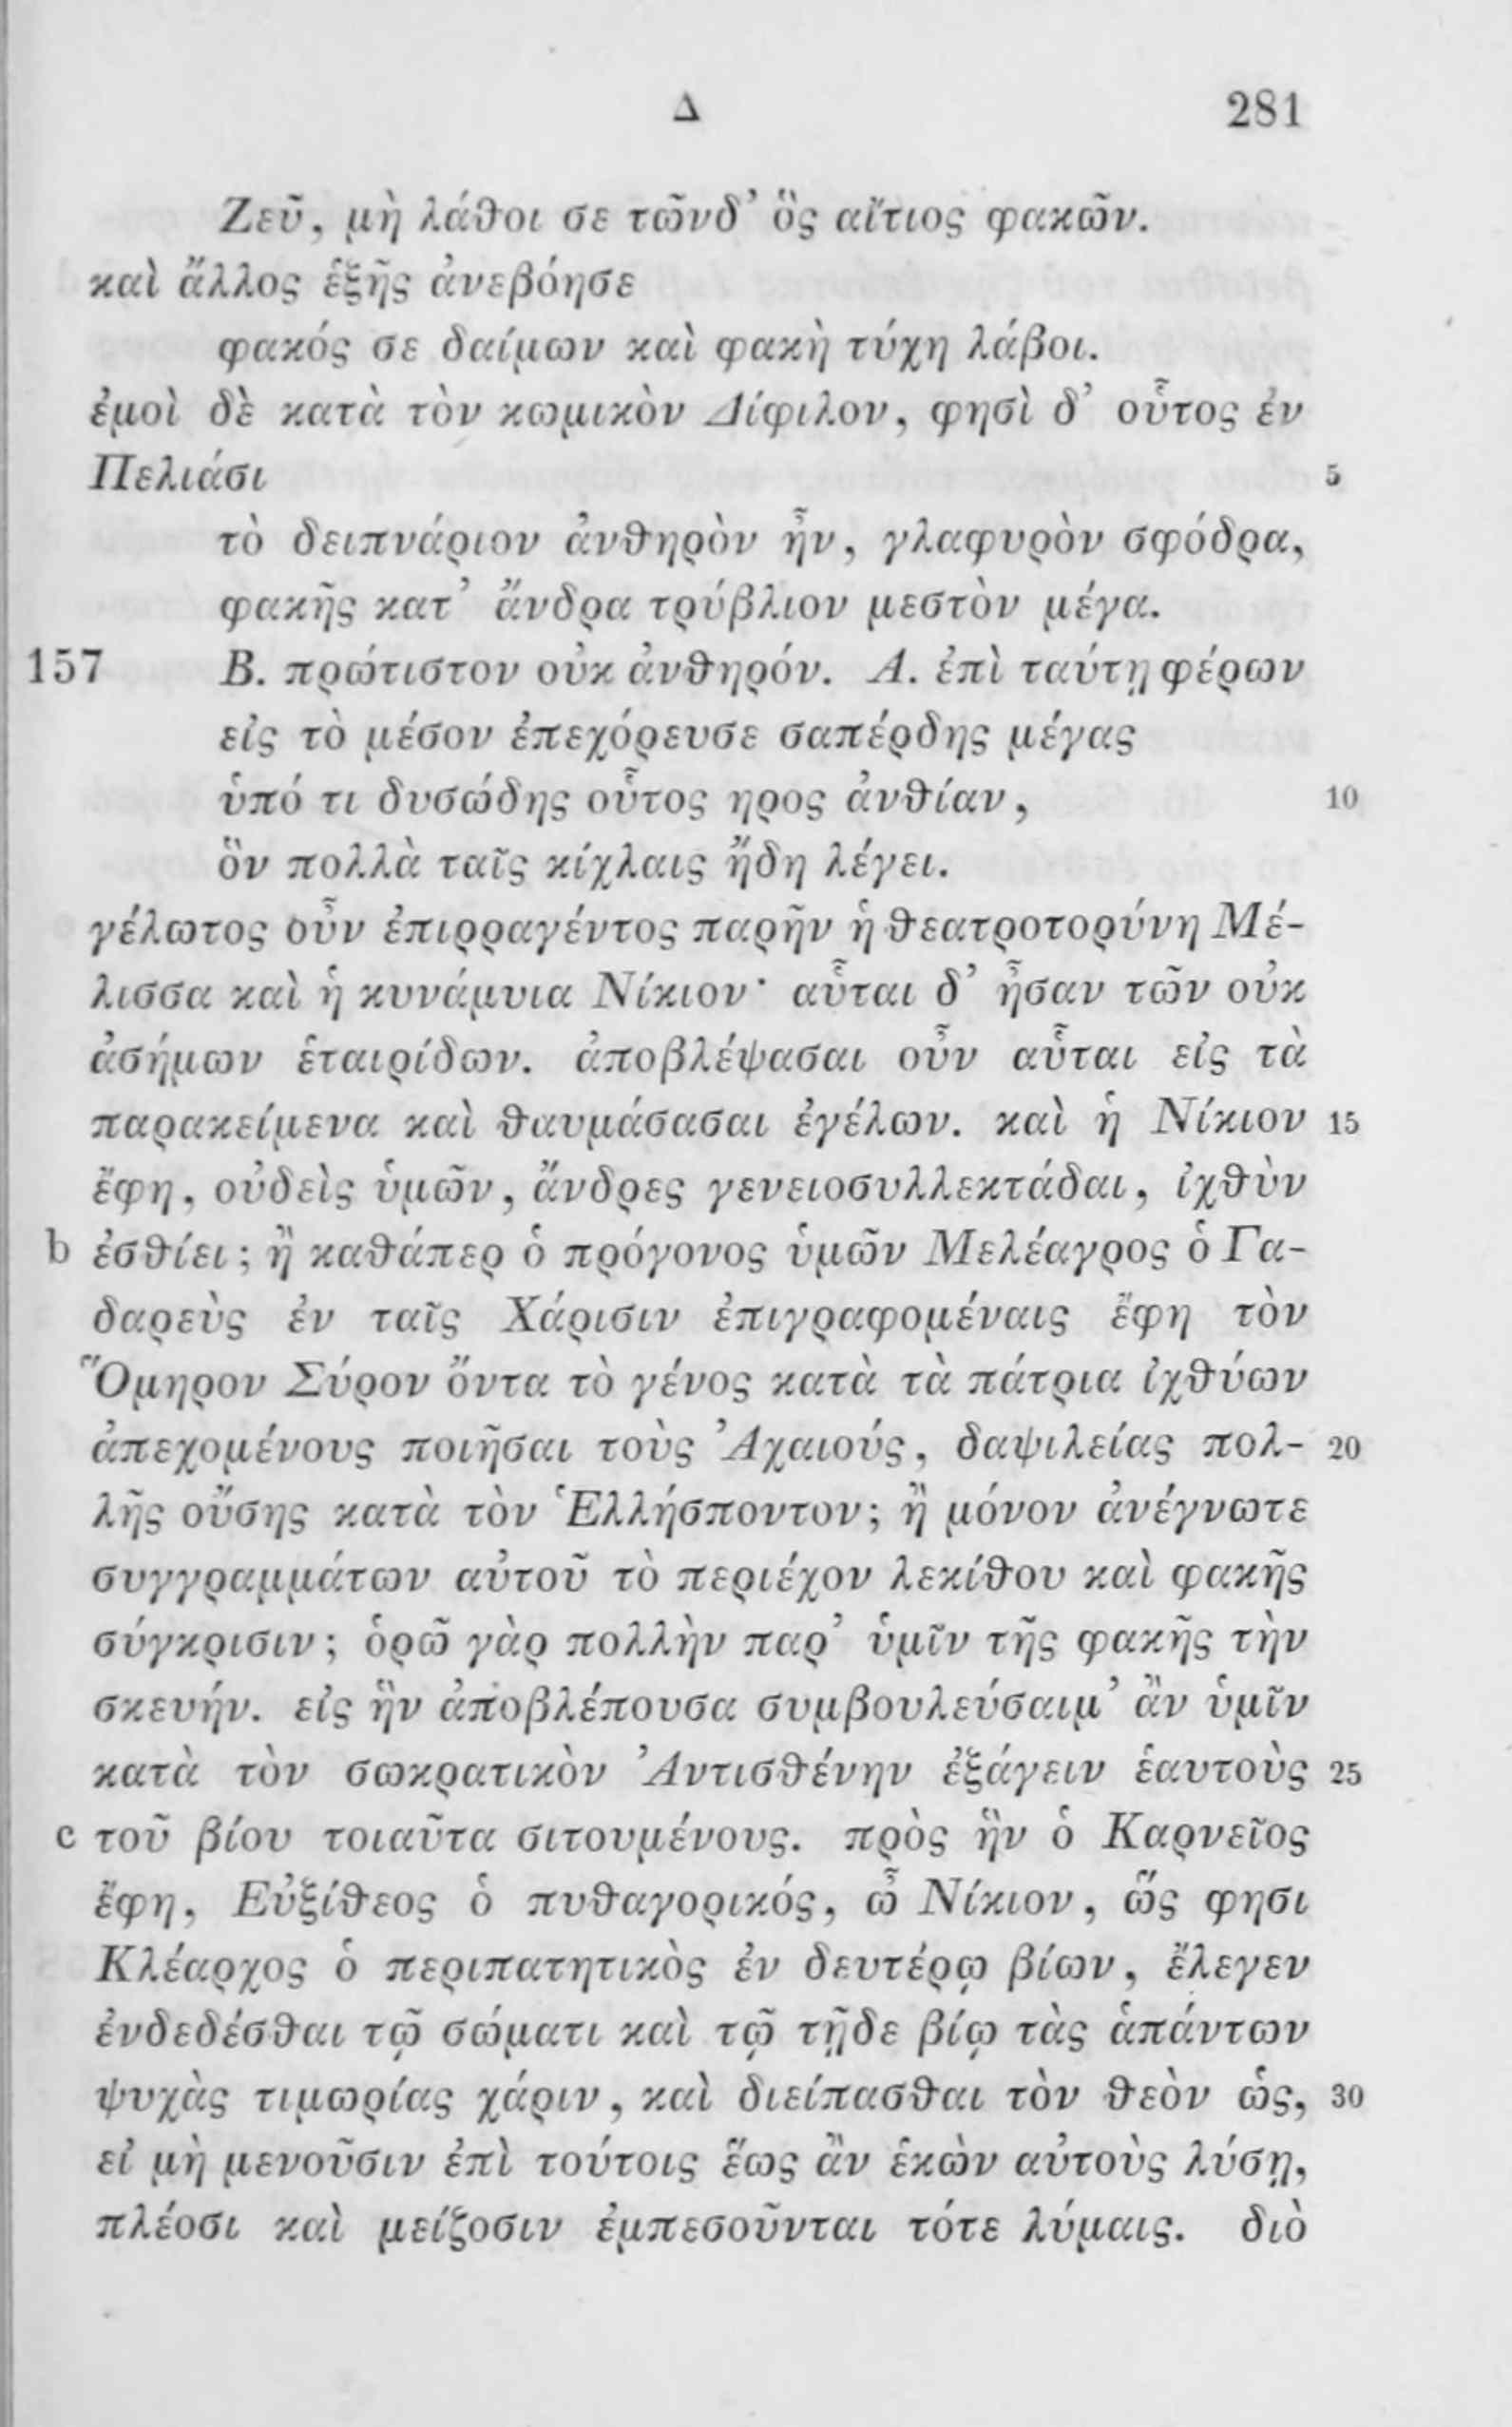 Δ 281
Ζεῦ, μὴ λάθοι σε τῶνδ’ ὃς αἴτιος φακῶν.
καὶ ἄλλος ἑξῆς ἀνεβόησε
φακός σε δαίμων καὶ φακὴ τύχη λάβοι.
ἐμοὶ δὲ κατὰ τὸν κωμικὸν Δίφιλον, φησὶ δ’ οὗτος ἐν
Πελιάσι 5
τὸ δειπνάριον ἀνθηρὸν ἦν, γλαφυρὸν σφόδρα,
φακῆς κατ’ ἄνδρα τρύβλιον μεστὸν μέγα.
157 Β. πρώτιστον οὐκ ἀνθηρόν. Α. ἐπὶ ταύτῃ φέρων
εἰς τὸ μέσον ἐπεχόρευσε σαπέρδης μέγας
ὑπό τι δυσώδης οὗτος ηρος ἀνθίαν, 10
ὃν πολλὰ ταῖς κίχλαις ἤδη λέγει.
γέλωτος οὖν ἐπιρραγέντος παρῆν ἡ θεατροτορύνη Μέ-
λισσα καὶ ἡ κυνάμυια Νίκιον· αὗται δ’ ἦσαν τῶν οὐκ
ἀσήμων ἑταιρίδων. ἀποβλέψασαι οὖν αὗται εἰς τὰ
παρακείμενα καὶ θαυμάσασαι ἐγέλων. καὶ ἡ Νίκιον 15
ἔφη, οὐδεὶς ὑμῶν, ἄνδρες γενειοσυλλεκτάδαι, ἰχθὺν
b ἐσθίει; ἢ καθάπερ ὁ πρόγονος ὑμῶν Μελέαγρος ὁ Γα-
δαρεὺς ἐν ταῖς Χάρισιν ἐπιγραφομέναις ἔφη τὸν
Ὅμηρον Σύρον ὄντα τὸ γένος κατὰ τὰ πάτρια ἰχθύων
ἀπεχομένους ποιῆσαι τοὺς Ἀχαιούς, δαψιλείας πολ- 20
λῆς οὔσης κατὰ τὸν Ἑλλήσποντον; ἢ μόνον ἀνέγνωτε
συγγραμμάτων αὐτοῦ τὸ περιέχον λεκίθου καὶ φακῆς
σύγκρισιν; ὁρῶ γὰρ πολλὴν παρ’ ὑμῖν τῆς φακῆς τὴν
σκευήν. εἰς ἣν ἀποβλέπουσα συμβουλεύσαιμ’ ἂν ὑμῖν
κατὰ τὸν σωκρατικὸν Ἀντισθένην ἐξάγειν ἑαυτοὺς 25
c τοῦ βίου τοιαῦτα σιτουμένους. πρὸς ἣν ὁ Καρνεῖος
ἔφη, Εὐξίθεος ὁ πυθαγορικός, ὦ Νίκιον, ὥς φησι
Κλέαρχος ὁ περιπατητικὸς ἐν δευτέρῳ βίων, ἔλεγεν
ἐνδεδέσθαι τῷ σώματι καὶ τῷ τῇδε βίῳ τὰς ἁπάντων
ψυχὰς τιμωρίας χάριν, καὶ διείπασθαι τὸν θεὸν ὡς, 30
εἰ μὴ μενοῦσιν ἐπὶ τούτοις ἕως ἂν ἑκὼν αὐτοὺς λύσῃ,
πλέοσι καὶ μείζοσιν ἐμπεσοῦνται τότε λύμαις. διὸ